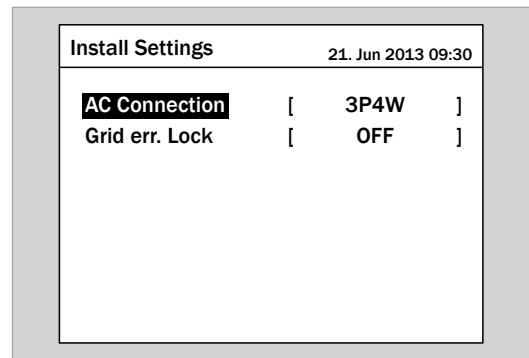 Install Settings 21. Jun 2013 09:30
AC Connection [ 3P4W ]
Grid err. Lock [ OFF ]